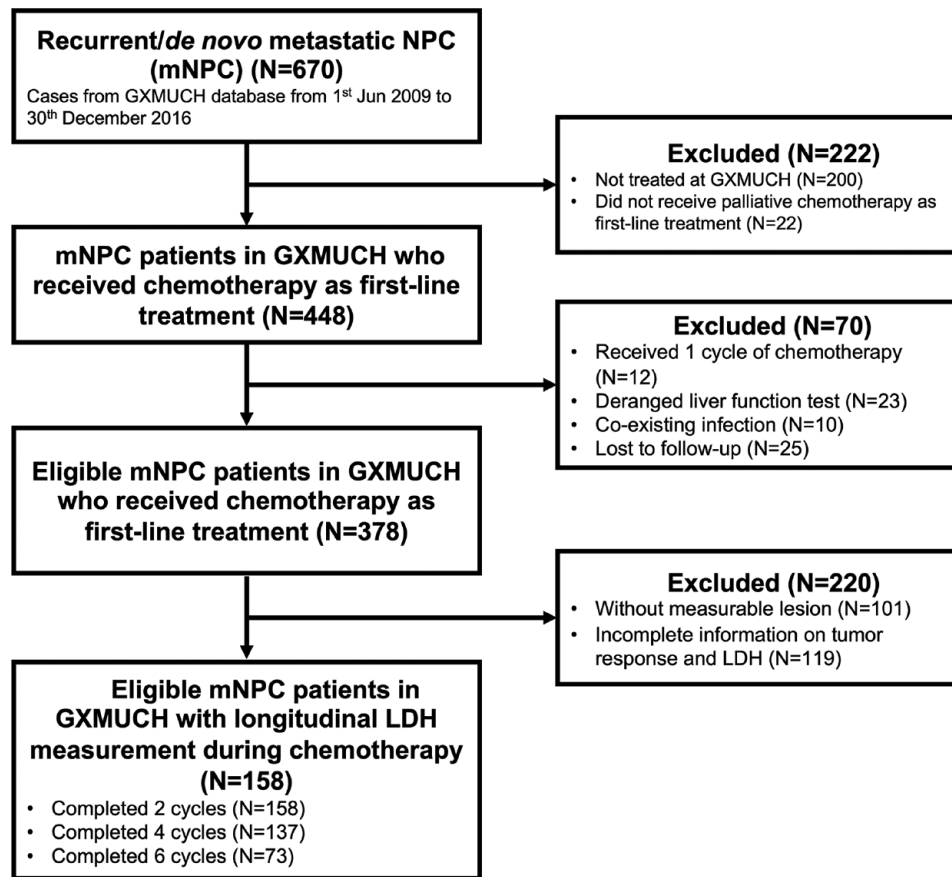 Recurrent/de novo metastatic NPC
(mNPC) (N=670)
Cases from GXMUCH database from 1st Jun 2009 to
30th December 2016
Excluded (N=222)
• Not treated at GXMUCH (N=200)
• Did not receive palliative chemotherapy as
first-line treatment (N=22)
mNPC patients in GXMUCH who
received chemotherapy as first-line
treatment (N=448)
Excluded (N=70)
• Received 1 cycle of chemotherapy
(N=12)
• Deranged liver function test (N=23)
• Co-existing infection (N=10)
• Lost to follow-up (N=25)
Eligible mNPC patients in GXMUCH
who received chemotherapy as
first-line treatment (N=378)
Excluded (N=220)
• Without measurable lesion (N=101)
• Incomplete information on tumor
response and LDH (N=119)
Eligible mNPC patients in
GXMUCH with longitudinal LDH
measurement during chemotherapy
(N=158)
• Completed 2 cycles (N=158)
• Completed 4 cycles (N=137)
• Completed 6 cycles (N=73)